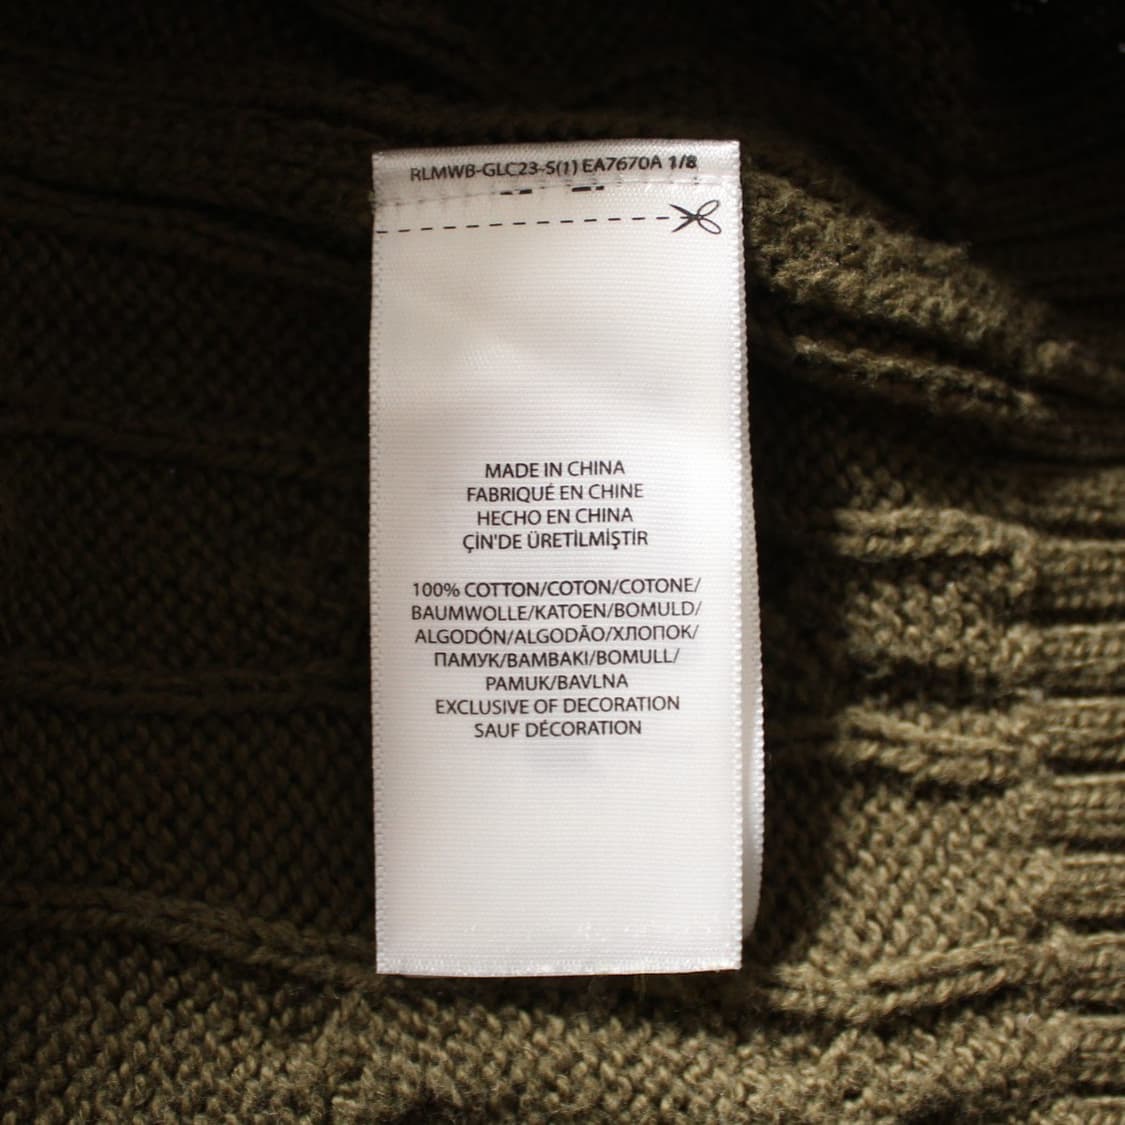 RLMWB-GLC23-S(1) EA7670A 1/8
MADE IN CHINA
FABRIQUÉ EN CHINE
HECHO EN CHINA
ÇİN'DE ÜRETİLMİŞTİR
100% COTTON/COTON/COTONE/
BAUMWOLLE/KATOEN/BOMULD/
ALGODÓN/ALGODÃO/ХЛОПОК/
ПАМУК/BAMBAKI/BOMULL/
PAMUK/BAVLNA
EXCLUSIVE OF DECORATION
SAUF DÉCORATION